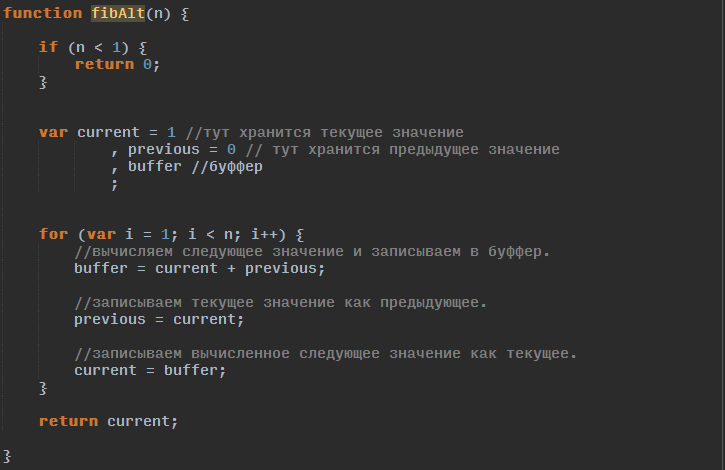 function fibAlt(n) {
if (n < 1) {
return 0;
}
var current = 1 //тут хранится текущее значение
, previous = 0 // тут хранится предыдущее значение
, buffer //буффер
;
for (var i = 1; i < n; i++) {
//вычисляем следующее значение и записываем в буффер.
buffer = current + previous;
//записываем текущее значение как предыдующее.
previous = current;
//записываем вычисленное следующее значение как текущее.
current = buffer;
}
return current;
}